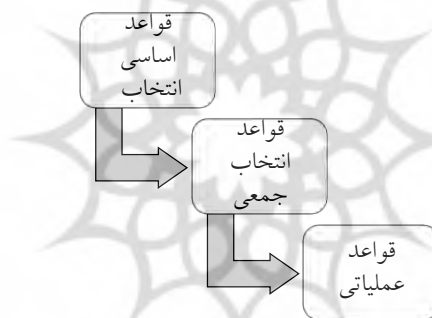 قواعد
اساسی
انتخاب
قواعد
انتخاب
جمعی
قواعد
عملیاتی